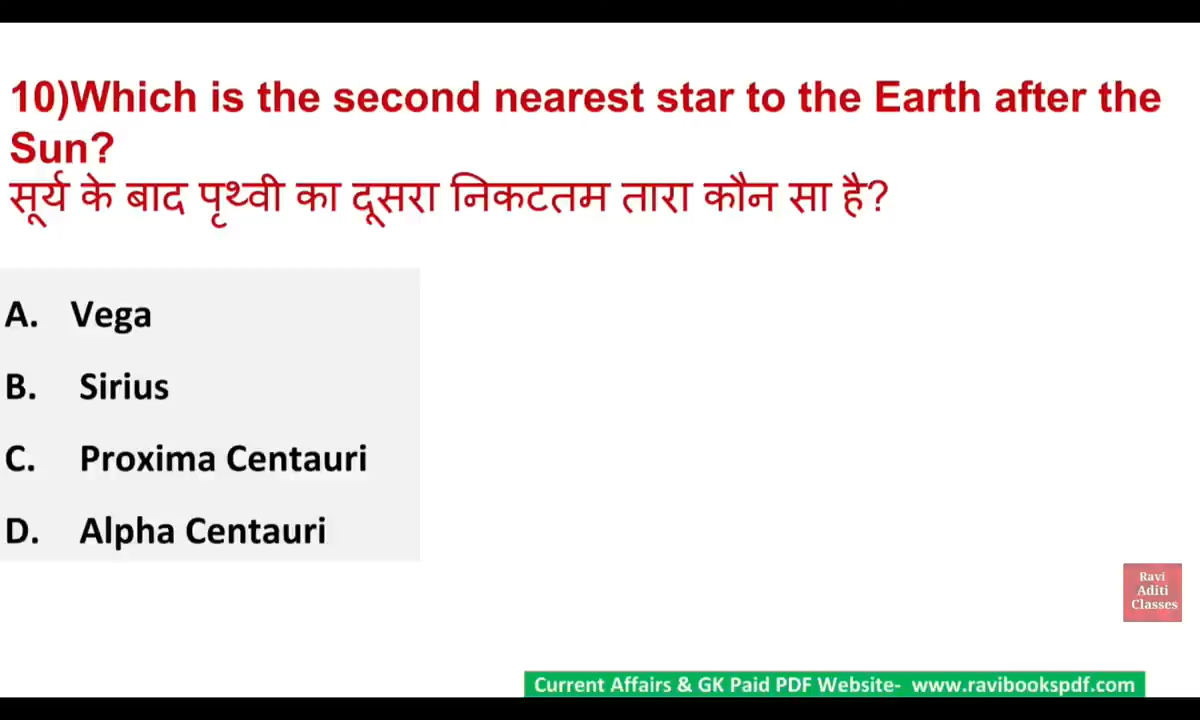 10)Which is the second nearest star to the Earth after the
Sun?
सूर्य के बाद पृथ्वी का दूसरा निकटतम तारा कौन सा है?
A. Vega
B. Sirius
C. Proxima Centauri
D. Alpha Centauri
Ravi
Aditi
Classes
Current Affairs & GK Paid PDF Website- www.ravibookspdf.com